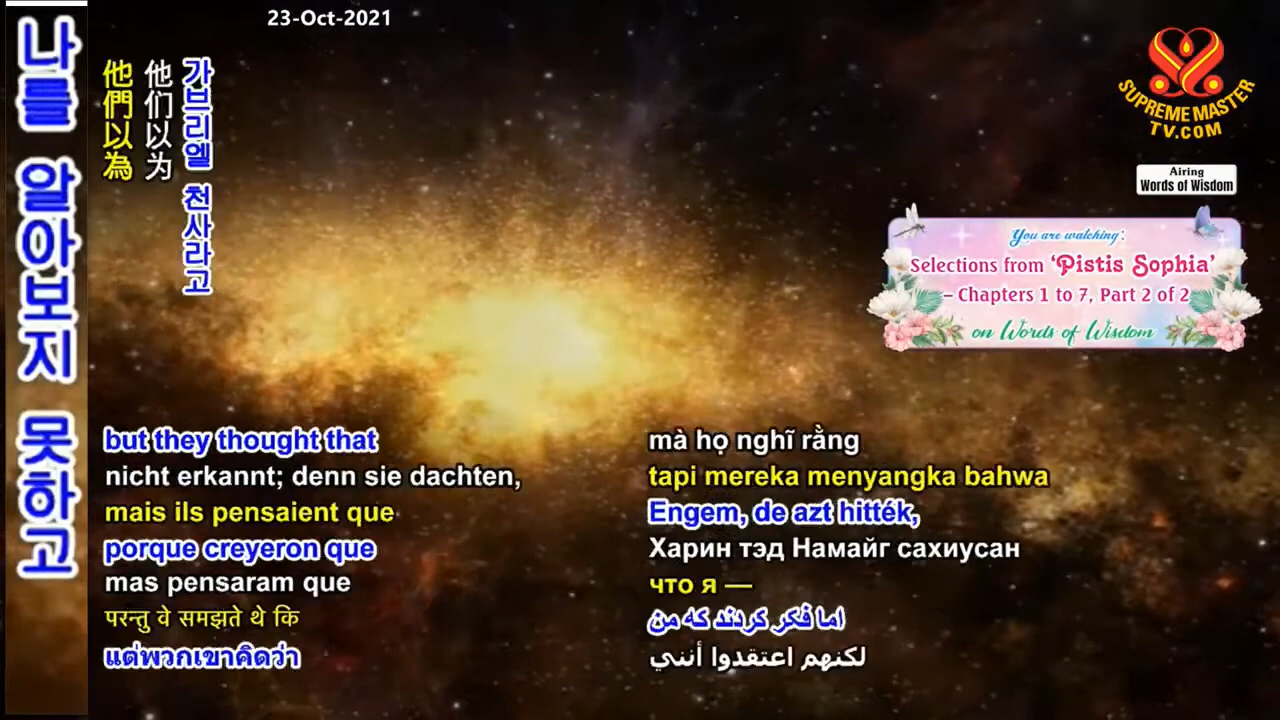 23-Oct-2021
나를 알아보지 못하고
他們以為
他们以为
가브리엘 천사라고
SUPREME MASTER
TV.COM
Airing
Words of Wisdom
You are watching:
Selections from ‘Pistis Sophia’
– Chapters 1 to 7, Part 2 of 2
on Words of Wisdom
but they thought that
nicht erkannt; denn sie dachten,
mais ils pensaient que
porque creyeron que
mas pensaram que
परन्तु वे समझते थे कि
แต่พวกเขาคิดว่า
mà họ nghĩ rằng
tapi mereka menyangka bahwa
Engem, de azt hitték,
Харин тэд Намайг сахиусан
что я —
اما فکر کردند که من
لكنهم اعتقدوا أنني